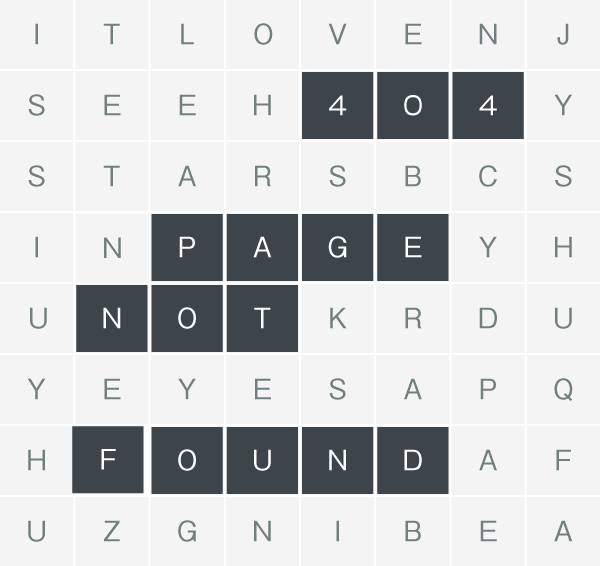 I T L O V E N J
S E E H 4 0 4 Y
S T A R S B C S
I N P A G E Y H
U N O T K R D U
Y E Y E S A P Q
H F O U N D A F
U Z G N I B E A